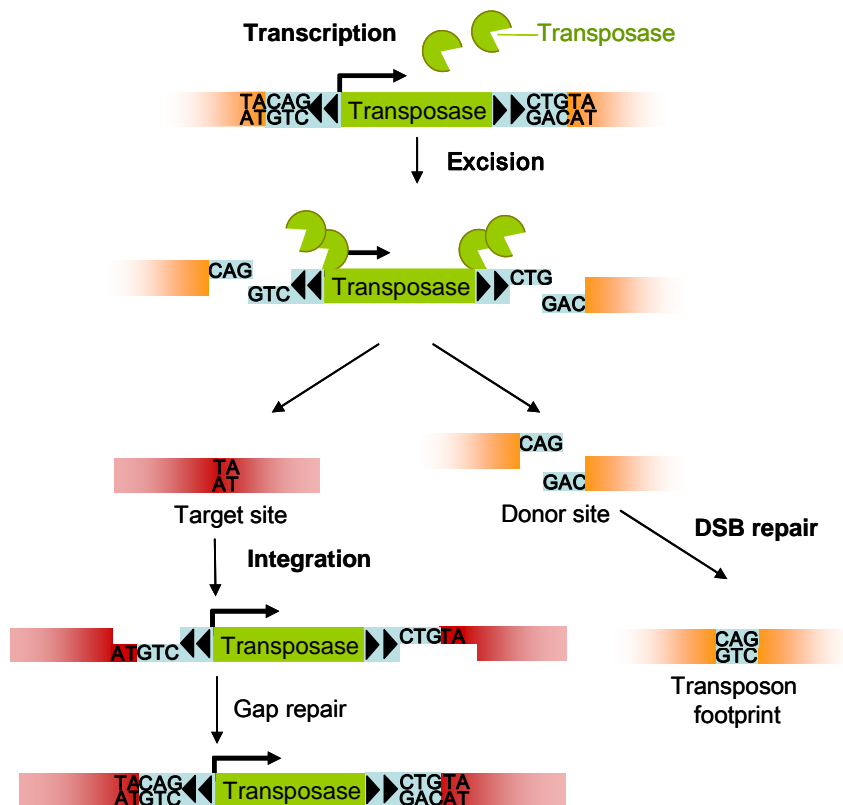 Transcription
Transposase
TACAG
ATGTC
Transposase
CTGTA
GACAT
Excision
CAG
GTC
Transposase
CTG
GAC
TA
AT
Target site
CAG
GAC
Donor site
DSB repair
Integration
ATGTC
Transposase
CTGTA
CAG
GTC
Transposon
footprint
Gap repair
TACAG
ATGTC
Transposase
CTGTA
GACAT